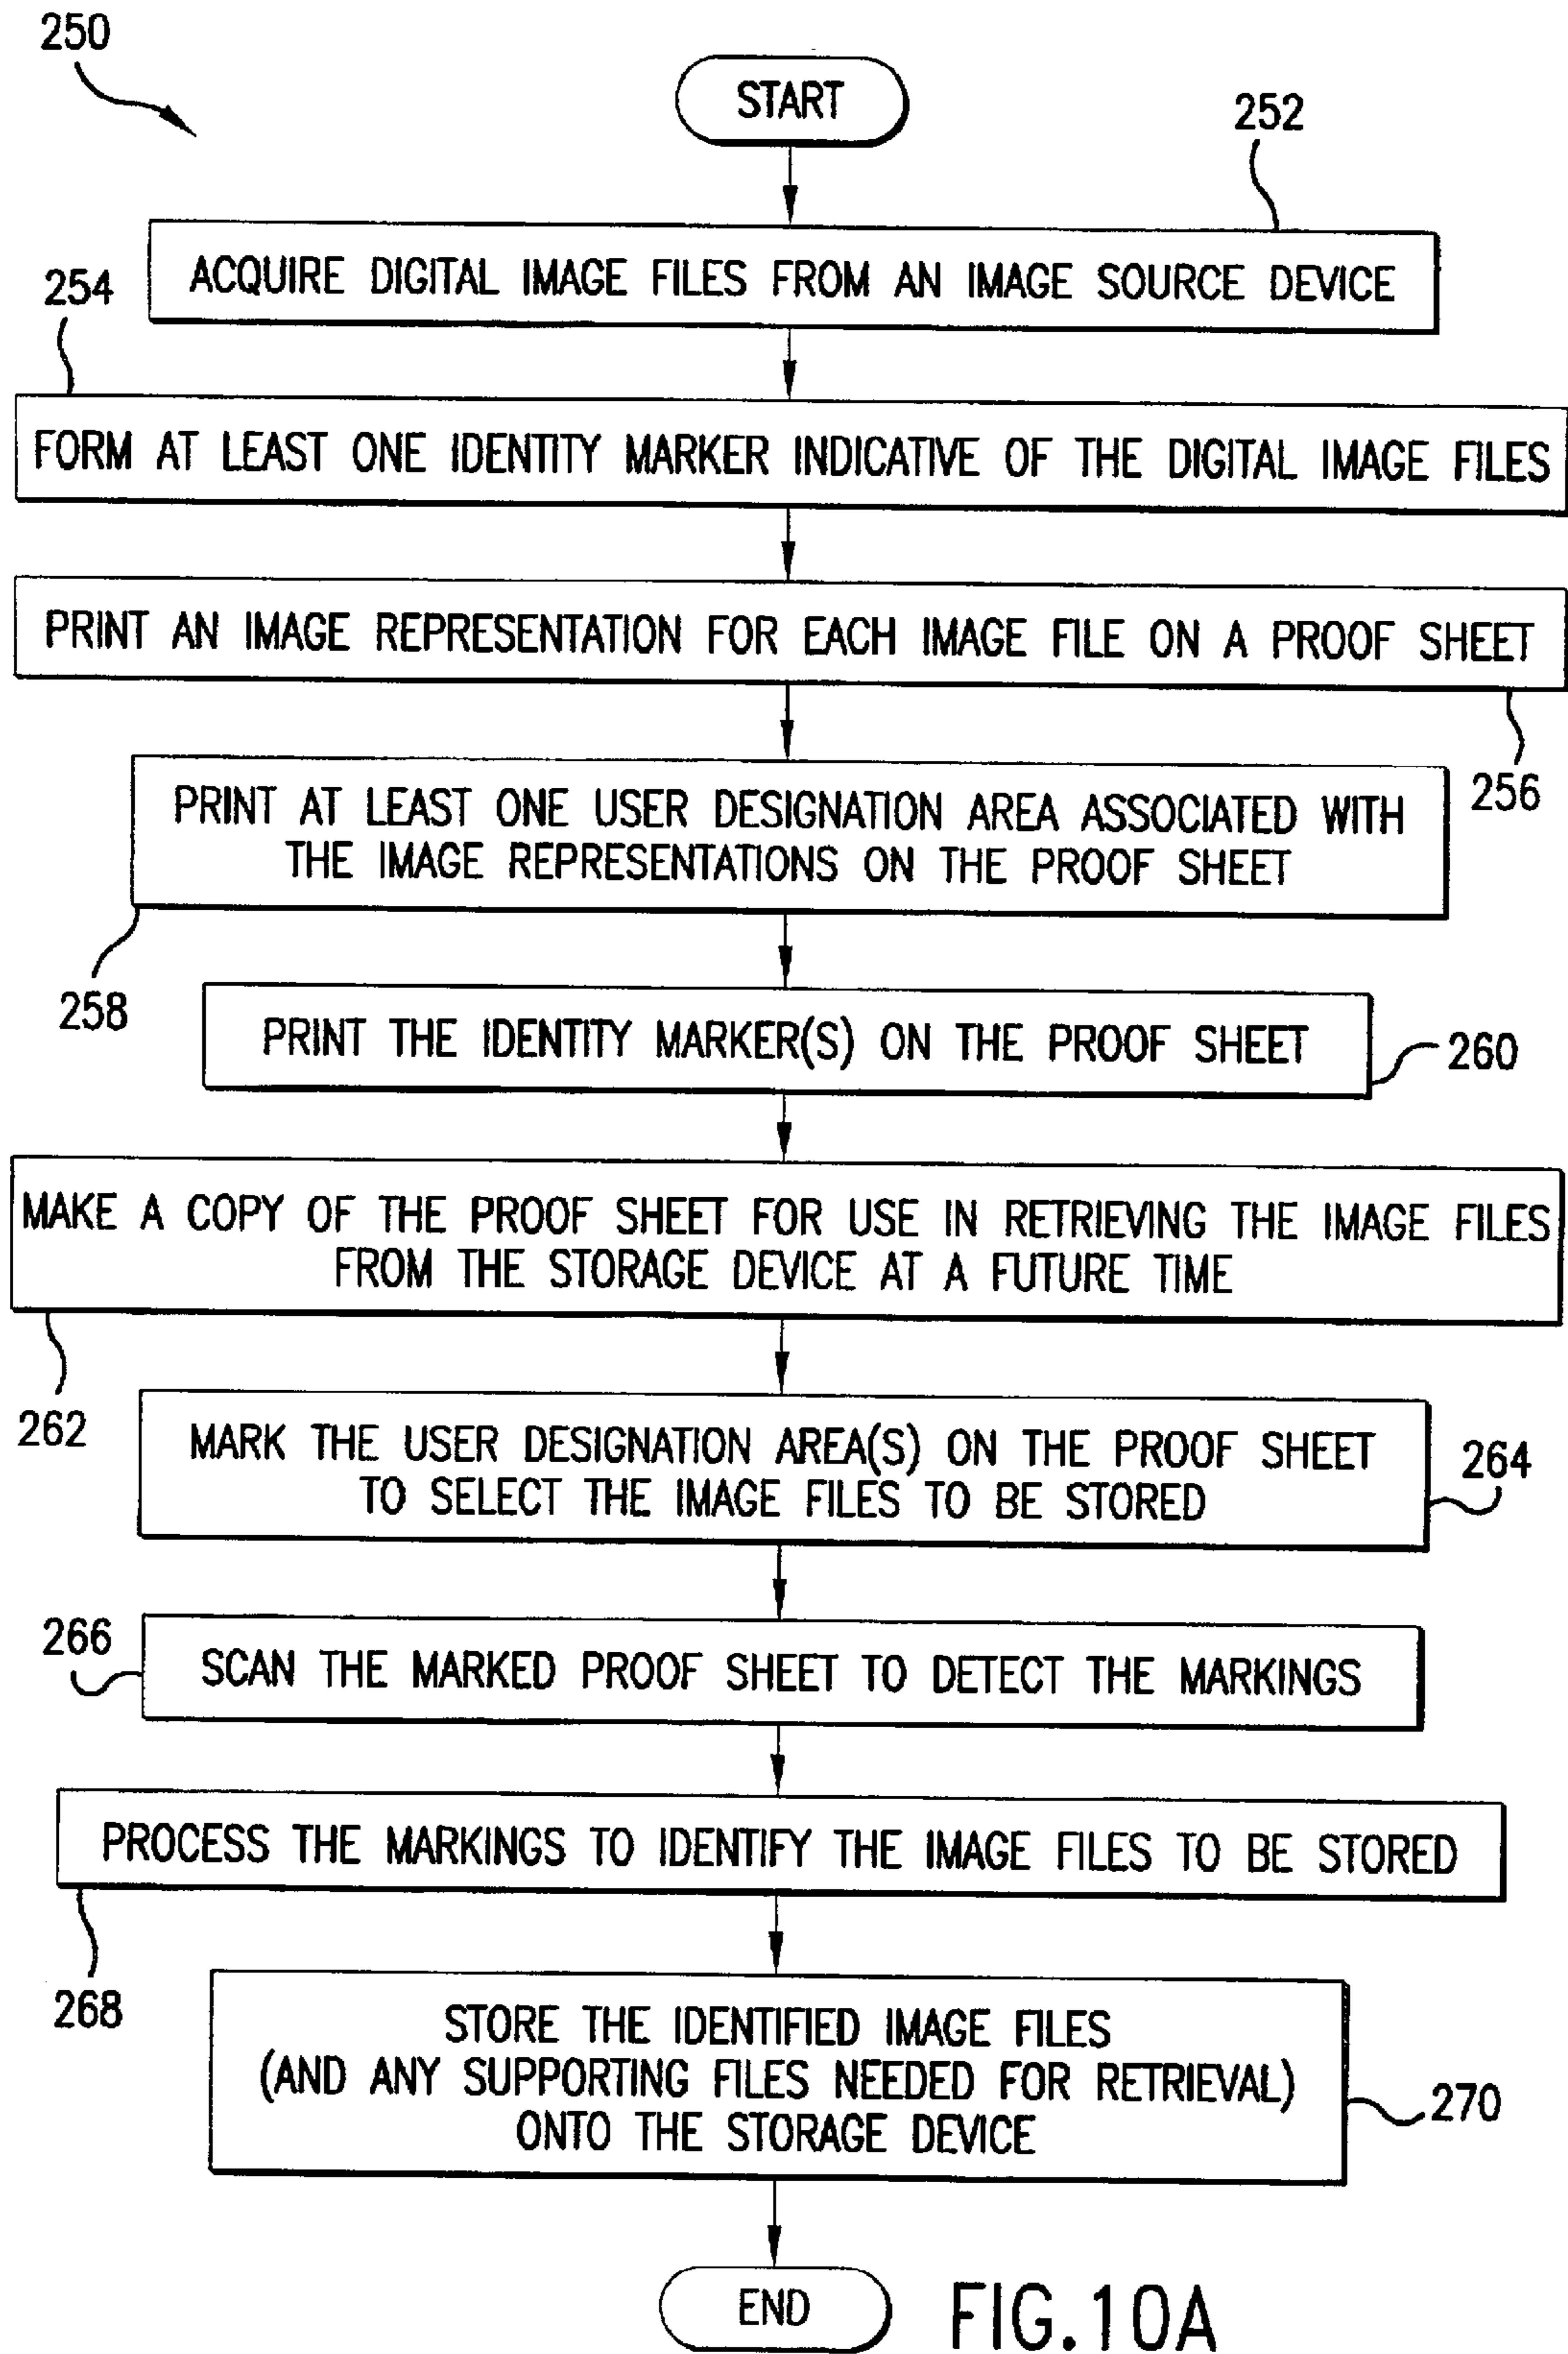 250
START
252
ACQUIRE DIGITAL IMAGE FILES FROM AN IMAGE SOURCE DEVICE
254
FORM AT LEAST ONE IDENTITY MARKER INDICATIVE OF THE DIGITAL IMAGE FILES
PRINT AN IMAGE REPRESENTATION FOR EACH IMAGE FILE ON A PROOF SHEET
256
PRINT AT LEAST ONE USER DESIGNATION AREA ASSOCIATED WITH
THE IMAGE REPRESENTATIONS ON THE PROOF SHEET
258
PRINT THE IDENTITY MARKER(S) ON THE PROOF SHEET
260
MAKE A COPY OF THE PROOF SHEET FOR USE IN RETRIEVING THE IMAGE FILES
FROM THE STORAGE DEVICE AT A FUTURE TIME
262
MARK THE USER DESIGNATION AREA(S) ON THE PROOF SHEET
TO SELECT THE IMAGE FILES TO BE STORED
264
266
SCAN THE MARKED PROOF SHEET TO DETECT THE MARKINGS
PROCESS THE MARKINGS TO IDENTIFY THE IMAGE FILES TO BE STORED
268
STORE THE IDENTIFIED IMAGE FILES
(AND ANY SUPPORTING FILES NEEDED FOR RETRIEVAL)
ONTO THE STORAGE DEVICE
270
END
FIG.10A